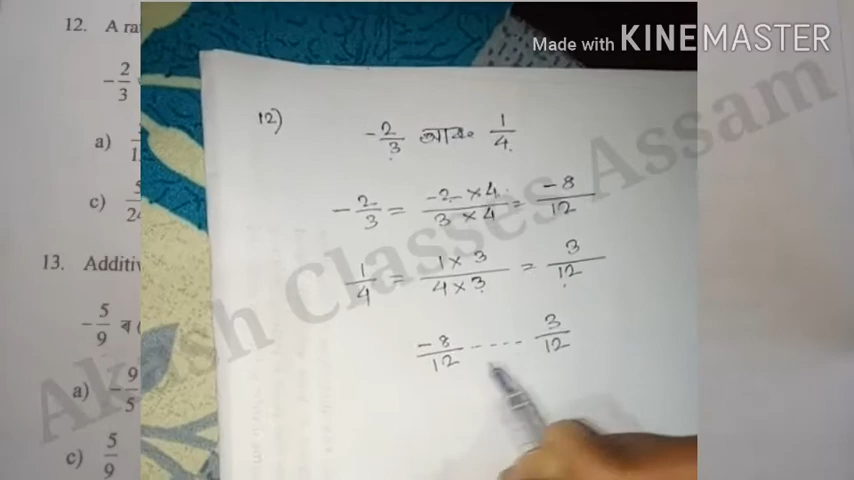 Made with KINEMASTER
12. A ra
-2/3
a)
c) 5/24
13. Additiv
-5/9 ৰ
a) -9/5
c) 5/9
12)
-2/3 আৰু 1/4
-2/3 = -2×4/3×4 = -8/12
1/4 = 1×3/4×3 = 3/12
-8/12 ---- 3/12
Akash Classes Assam